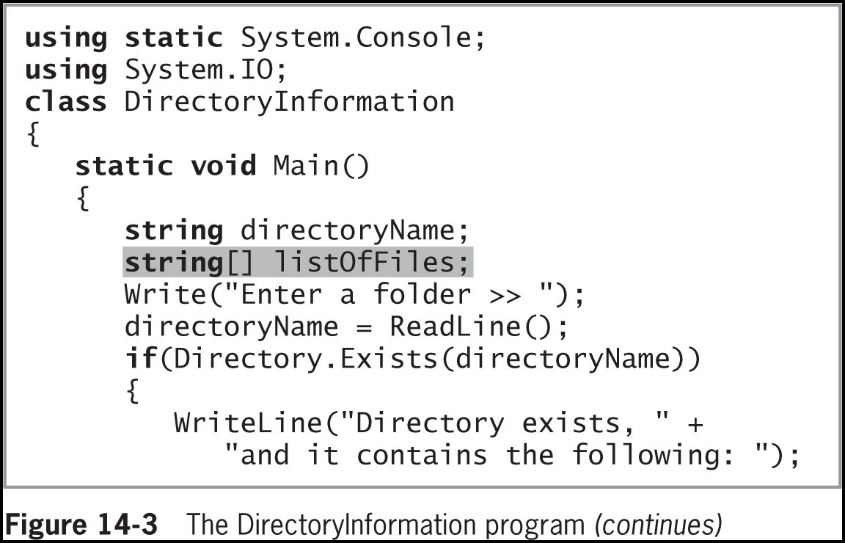 using static System.Console;
using System.IO;
class DirectoryInformation
{
   static void Main()
   {
      string directoryName;
      string[] listOfFiles;
      Write("Enter a folder >> ");
      directoryName = ReadLine();
      if(Directory.Exists(directoryName))
      {
         WriteLine("Directory exists, " +
            "and it contains the following: ");
Figure 14-3 The DirectoryInformation program (continues)